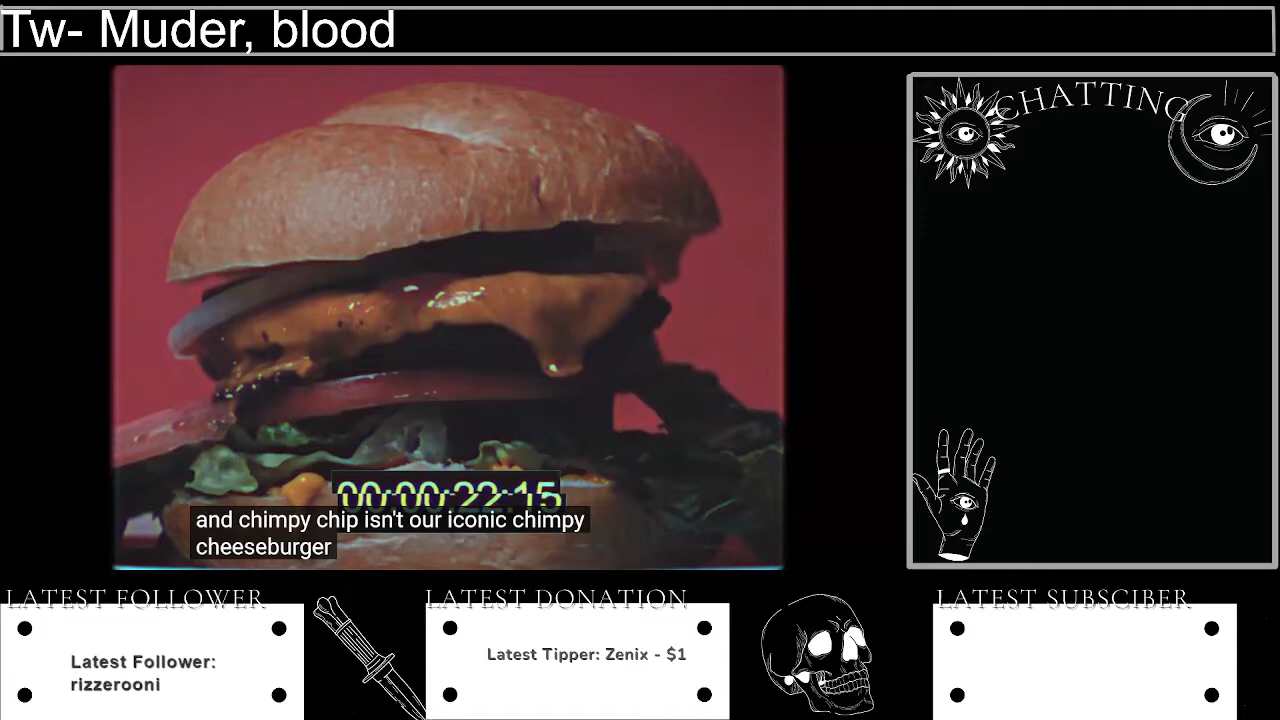 Tw- Muder, blood
CHATTING
00:00:22:15
and chimpy chip isn't our iconic chimpy
cheeseburger
LATEST FOLLOWER
LATEST DONATION
LATEST SUBSCIBER
Latest Follower:
rizzerooni
Latest Tipper: Zenix - $1